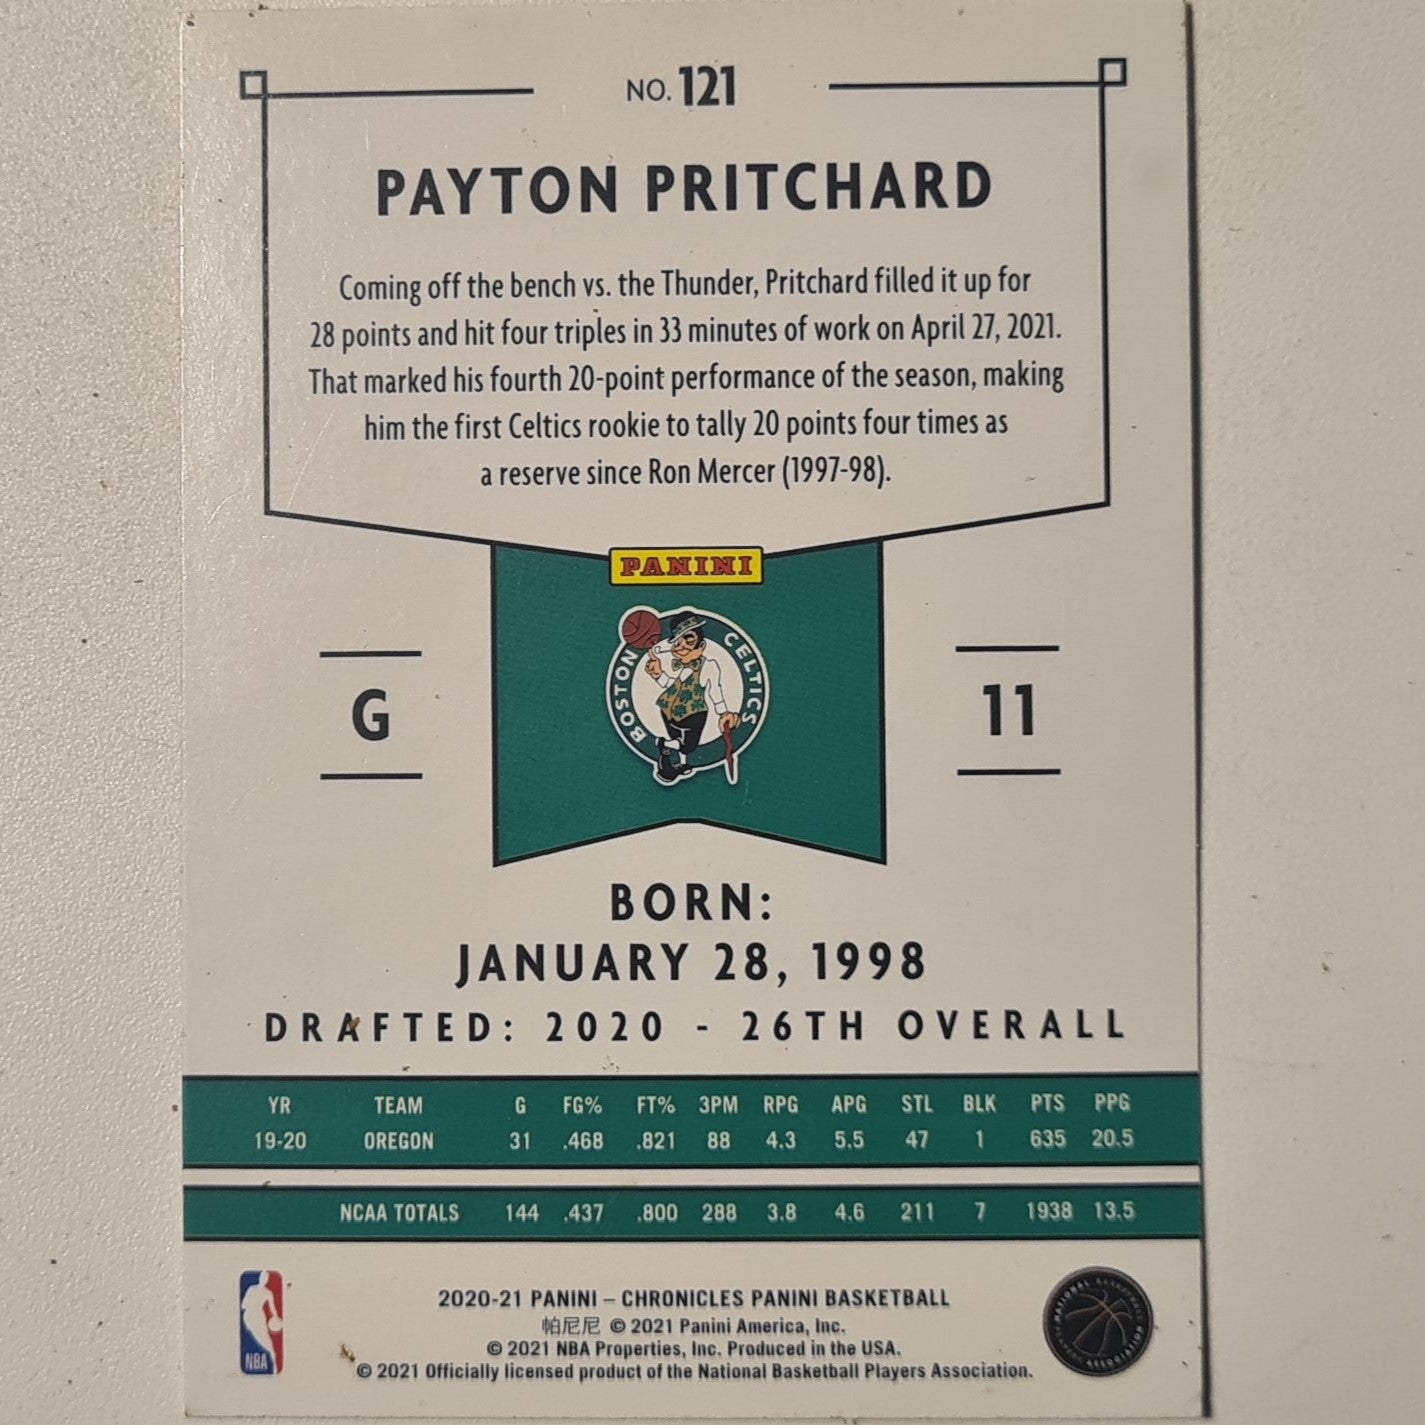 NO. 121
PAYTON PRITCHARD
Coming off the bench vs. the Thunder, Pritchard filled it up for
28 points and hit four triples in 33 minutes of work on April 27, 2021.
That marked his fourth 20-point performance of the season, making
him the first Celtics rookie to tally 20 points four times as
a reserve since Ron Mercer (1997-98).
PANINI
BOSTON CELTICS
G
11
BORN:
JANUARY 28, 1998
DRAFTED: 2020 - 26TH OVERALL
YR TEAM G FG% FT% 3PM RPG APG STL BLK PTS PPG
19-20 OREGON 31 .468 .821 88 4.3 5.5 47 1 635 20.5
NCAA TOTALS 144 .437 .800 288 3.8 4.6 211 7 1938 13.5
2020-21 PANINI – CHRONICLES PANINI BASKETBALL
帕尼尼 © 2021 Panini America, Inc.
© 2021 NBA Properties, Inc. Produced in the USA.
© 2021 Officially licensed product of the National Basketball Players Association.
NBA
NATIONAL BASKETBALL PLAYERS ASSOCIATION